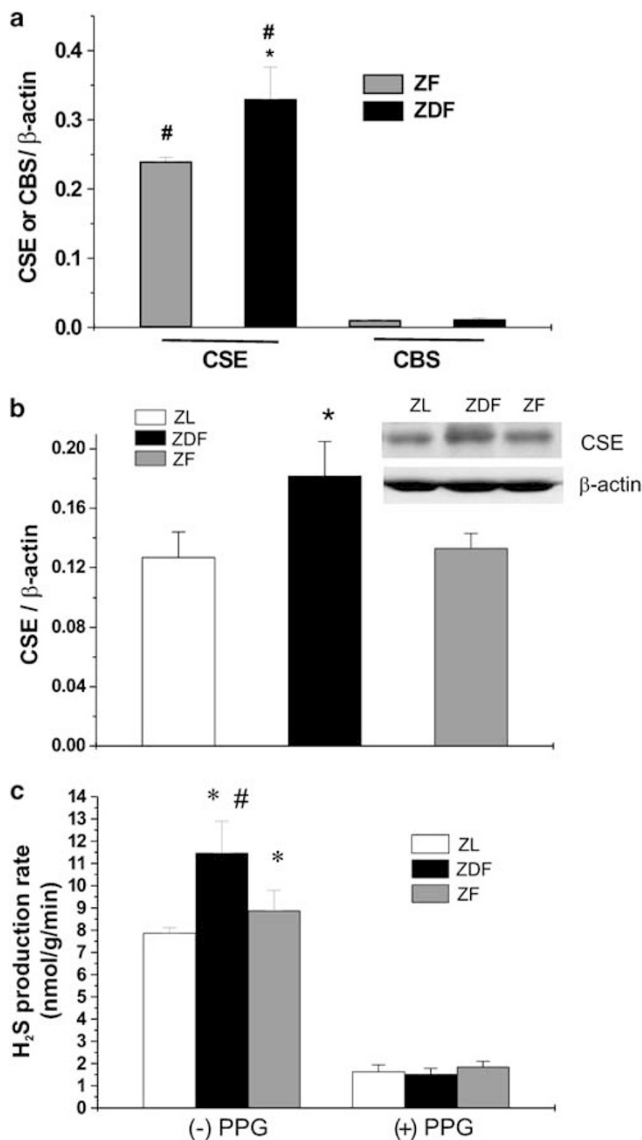 a
CSE or CBS/ β-actin
0.4
0.3
0.2
0.1
0.0
#
#
*
ZF
ZDF
CSE
CBS
b
CSE / β-actin
0.20
0.16
0.12
0.08
0.04
0.00
ZL
ZDF
ZF
*
ZL ZDF ZF
CSE
β-actin
c
H₂S production rate
(nmol/g/min)
14
13
12
11
10
9
8
7
6
5
4
3
2
1
0
* #
*
ZL
ZDF
ZF
(-) PPG
(+) PPG